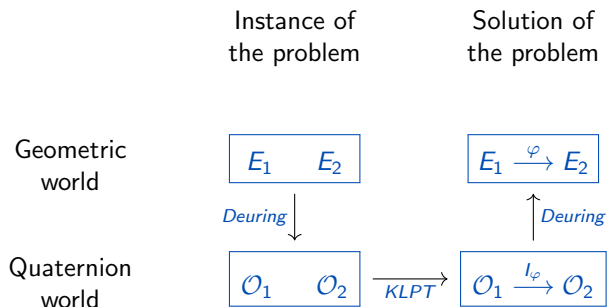 Instance of
the problem
Solution of
the problem
Geometric
world
E₁ E₂
E₁ —φ→ E₂
Deuring
Deuring
Quaternion
world
𝒪₁ 𝒪₂
KLPT
𝒪₁ —I_φ→ 𝒪₂